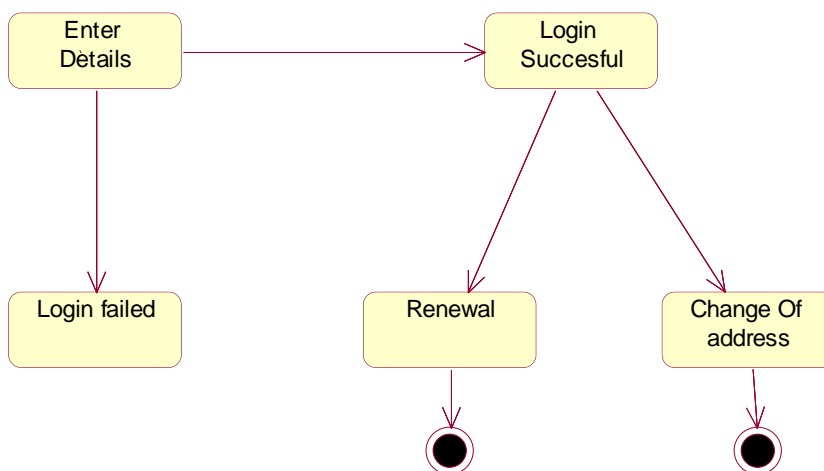 Enter
Details
Login
Succesful
Login failed
Renewal
Change Of
address